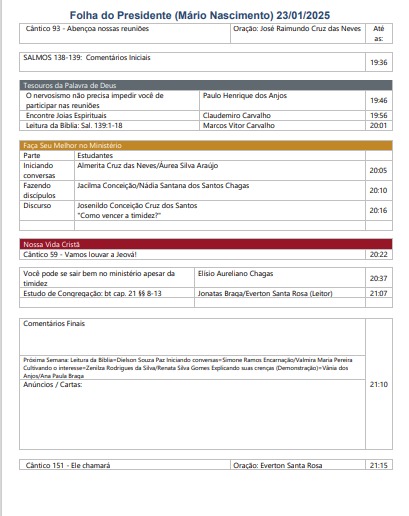 Folha do Presidente (Mário Nascimento) 23/01/2025
Cântico 93 - Abençoa nossas reuniões Oração: José Raimundo Cruz das Neves Até as:
SALMOS 138-139: Comentários Iniciais 19:36
Tesouros da Palavra de Deus
O nervosismo não precisa impedir você de Paulo Henrique dos Anjos 19:46
participar nas reuniões
Encontre Joias Espirituais Claudemiro Carvalho 19:56
Leitura da Bíblia: Sal. 139:1-18 Marcos Vitor Carvalho 20:01
Faça Seu Melhor no Ministério
Parte Estudantes
Iniciando Almerita Cruz das Neves/Áurea Silva Araújo 20:05
conversas
Fazendo Jacilma Conceição/Nádia Santana dos Santos Chagas 20:10
discípulos
Discurso Josenildo Conceição Cruz dos Santos 20:16
"Como vencer a timidez?"
Nossa Vida Cristã
Cântico 59 - Vamos louvar a Jeová! 20:22
Você pode se sair bem no ministério apesar da Elisio Aureliano Chagas 20:37
timidez
Estudo de Congregação: bt cap. 21 §§ 8-13 Jonatas Braga/Everton Santa Rosa (Leitor) 21:07
Comentários Finais
Próxima Semana: Leitura da Bíblia=Dielson Souza Paz Iniciando conversas=Simone Ramos Encarnação/Valmira Maria Pereira
Cultivando o interesse=Zenilza Rodrigues da Silva/Renata Silva Gomes Explicando suas crenças (Demonstração)=Vânia dos
Anjos/Ana Paula Braga
Anúncios / Cartas: 21:10
Cântico 151 - Ele chamará Oração: Everton Santa Rosa 21:15